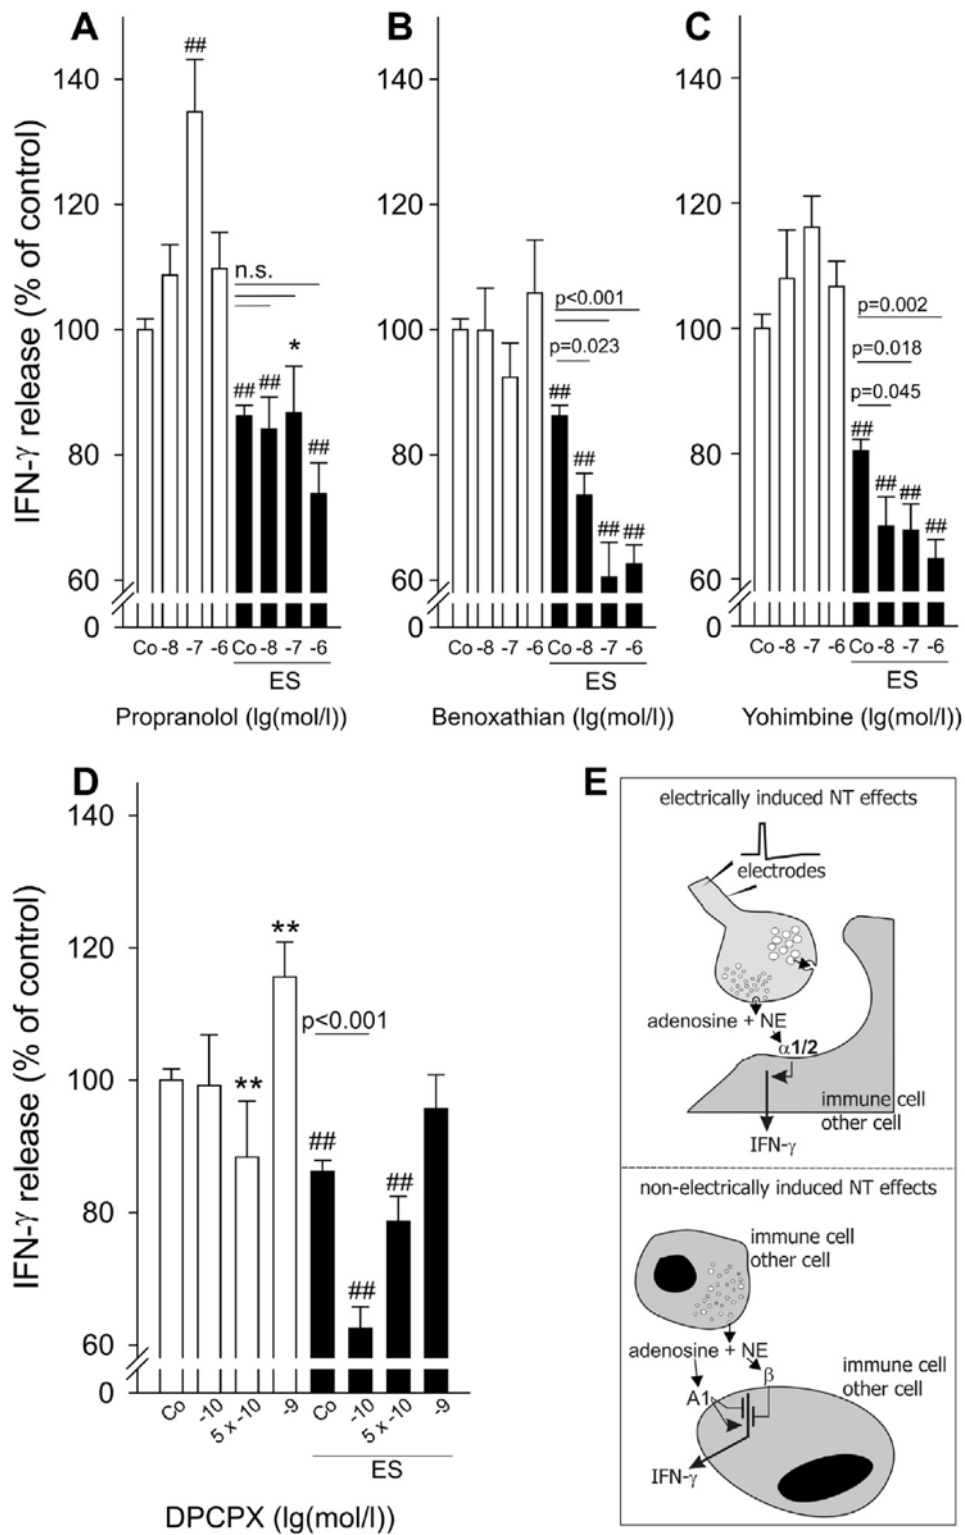 A
IFN-γ release (% of control)
140
120
100
80
60
0
##
n.s.
##
##
*
##
Co -8 -7 -6 Co -8 -7 -6
ES
Propranolol (lg(mol/l))
B
140
120
100
80
60
0
p<0.001
p=0.023
##
##
##
##
Co -8 -7 -6 Co -8 -7 -6
ES
Benoxathian (lg(mol/l))
C
140
120
100
80
60
0
p=0.002
p=0.018
p=0.045
##
##
##
##
Co -8 -7 -6 Co -8 -7 -6
ES
Yohimbine (lg(mol/l))
D
IFN-γ release (% of control)
140
120
100
80
60
0
**
**
p<0.001
##
##
##
Co -10 5 x -10 -9 Co -10 5 x -10 -9
ES
DPCPX (lg(mol/l))
E
electrically induced NT effects
electrodes
adenosine + NE
α1/2
immune cell
other cell
IFN-γ
non-electrically induced NT effects
immune cell
other cell
adenosine + NE
β
immune cell
other cell
A1
IFN-γ